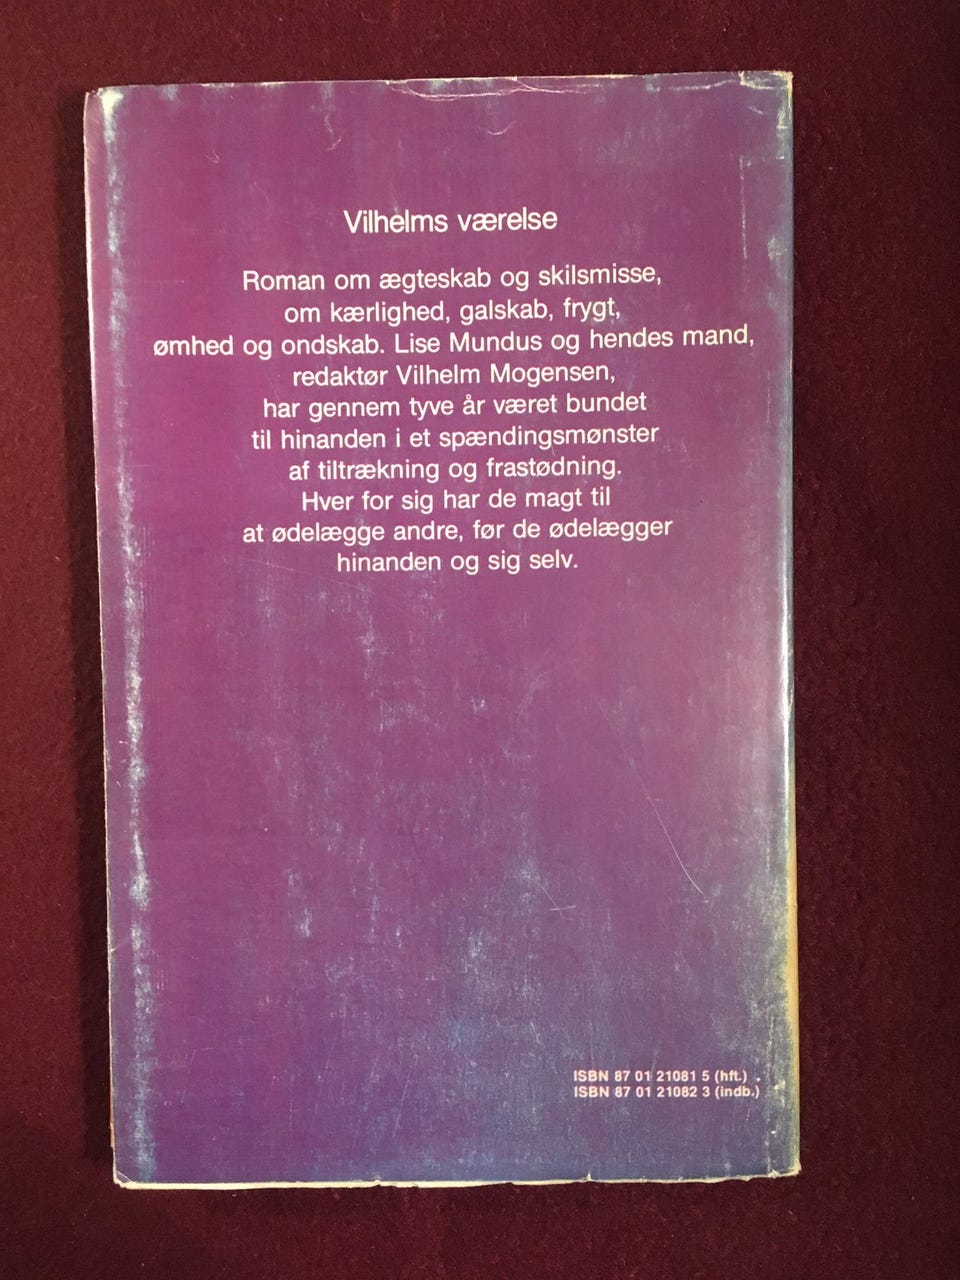 Vilhelms værelse
Roman om ægteskab og skilsmisse,
om kærlighed, galskab, frygt,
ømhed og ondskab. Lise Mundus og hendes mand,
redaktør Vilhelm Mogensen,
har gennem tyve år været bundet
til hinanden i et spændingsmønster
af tiltrækning og frastødning.
Hver for sig har de magt til
at ødelægge andre, før de ødelægger
hinanden og sig selv.
ISBN 87 01 21081 5 (hft.)
ISBN 87 01 21082 3 (indb.)